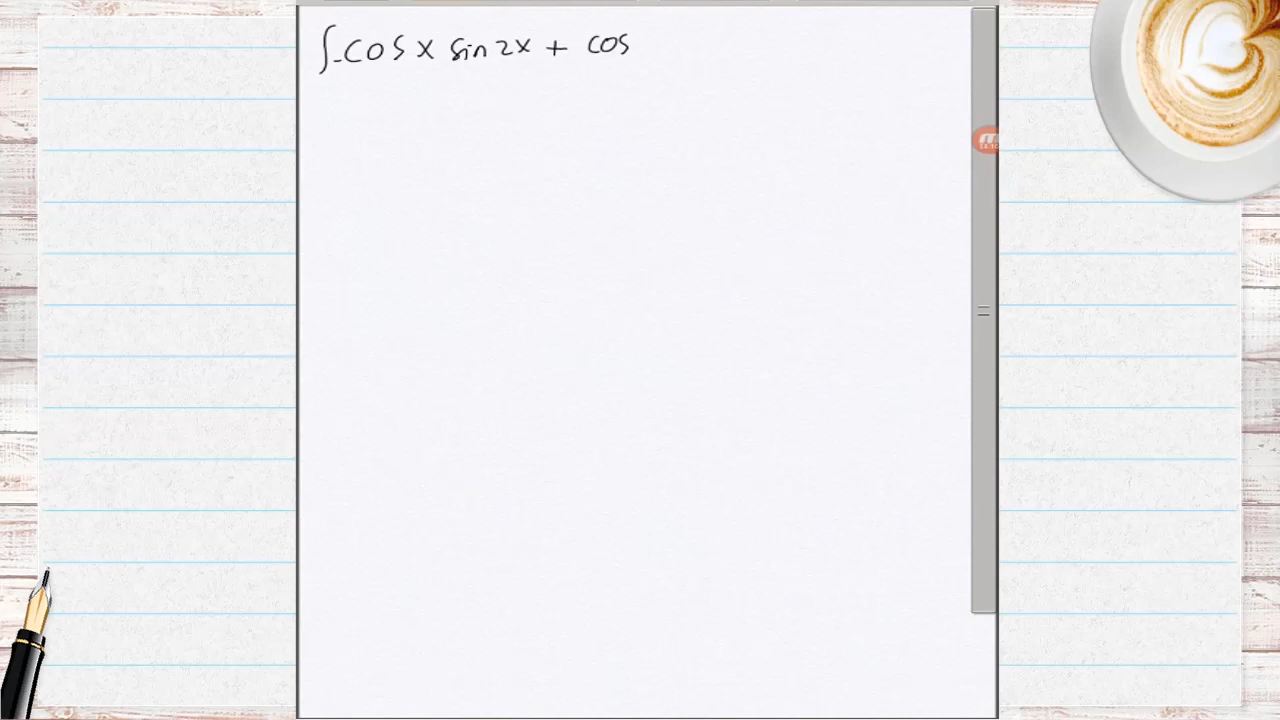 ∫-cos x sin 2x + cos